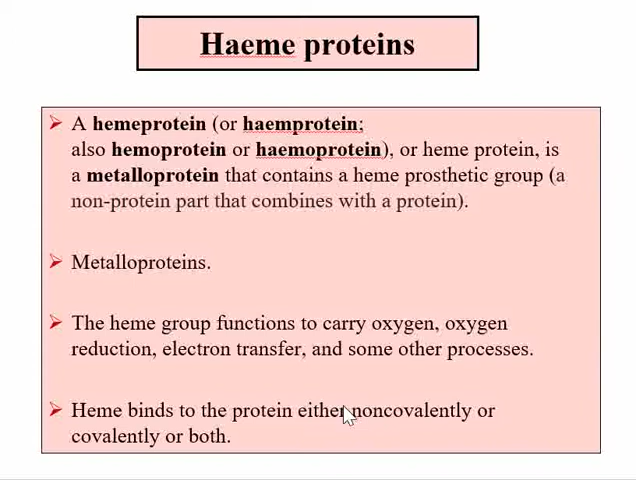 Haeme proteins
➤ A hemeprotein (or haemprotein;
also hemoprotein or haemoprotein), or heme protein, is
a metalloprotein that contains a heme prosthetic group (a
non-protein part that combines with a protein).
➤ Metalloproteins.
➤ The heme group functions to carry oxygen, oxygen
reduction, electron transfer, and some other processes.
➤ Heme binds to the protein either noncovalently or
covalently or both.